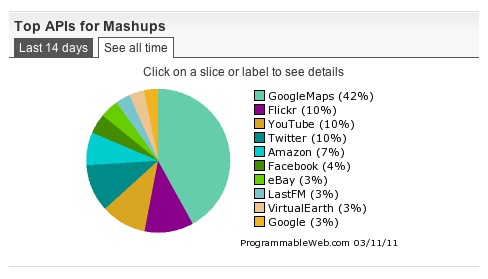 Top APIs for Mashups
Last 14 days See all time
Click on a slice or label to see details
GoogleMaps (42%)
Flickr (10%)
YouTube (10%)
Twitter (10%)
Amazon (7%)
Facebook (4%)
eBay (3%)
LastFM (3%)
VirtualEarth (3%)
Google (3%)
ProgrammableWeb.com 03/11/11